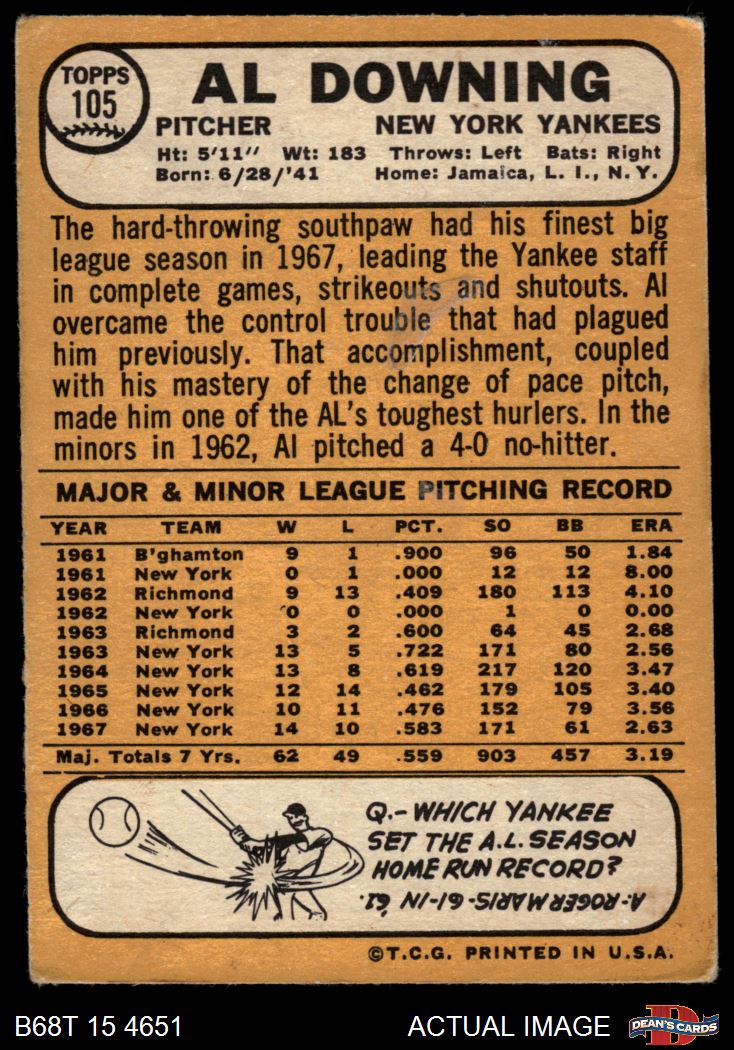 TOPPS
105
AL DOWNING
PITCHER NEW YORK YANKEES
Ht: 5'11" Wt: 183 Throws: Left Bats: Right
Born: 6/28/'41 Home: Jamaica, L. I., N. Y.
The hard-throwing southpaw had his finest big
league season in 1967, leading the Yankee staff
in complete games, strikeouts and shutouts. Al
overcame the control trouble that had plagued
him previously. That accomplishment, coupled
with his mastery of the change of pace pitch,
made him one of the AL's toughest hurlers. In the
minors in 1962, Al pitched a 4-0 no-hitter.
MAJOR & MINOR LEAGUE PITCHING RECORD
YEAR TEAM W L PCT. SO BB ERA
1961 B'ghamton 9 1 .900 96 50 1.84
1961 New York 0 1 .000 12 12 8.00
1962 Richmond 9 13 .409 180 113 4.10
1962 New York 0 0 .000 1 0 0.00
1963 Richmond 3 2 .600 64 45 2.68
1963 New York 13 5 .722 171 80 2.56
1964 New York 13 8 .619 217 120 3.47
1965 New York 12 14 .462 179 105 3.40
1966 New York 10 11 .476 152 79 3.56
1967 New York 14 10 .583 171 61 2.63
Maj. Totals 7 Yrs. 62 49 .559 903 457 3.19
Q.- WHICH YANKEE
SET THE A.L. SEASON
HOME RUN RECORD?
A: ROGER MARIS - 61 - IN '61.
©T.C.G. PRINTED IN U.S.A.
B68T 15 4651 ACTUAL IMAGE
D
DEAN'S CARDS